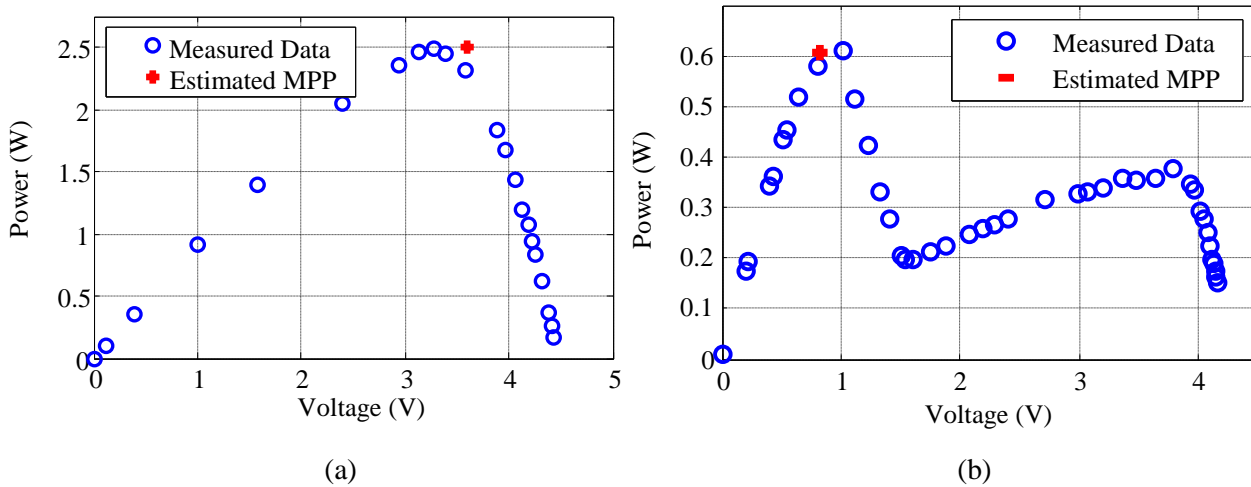 2.5
2
1.5
1
0.5
0
Power (W)
Measured Data
Estimated MPP
0
1
2
3
4
5
Voltage (V)
(a)
0.6
0.5
0.4
0.3
0.2
0.1
0
Power (W)
Measured Data
Estimated MPP
0
1
2
3
4
Voltage (V)
(b)